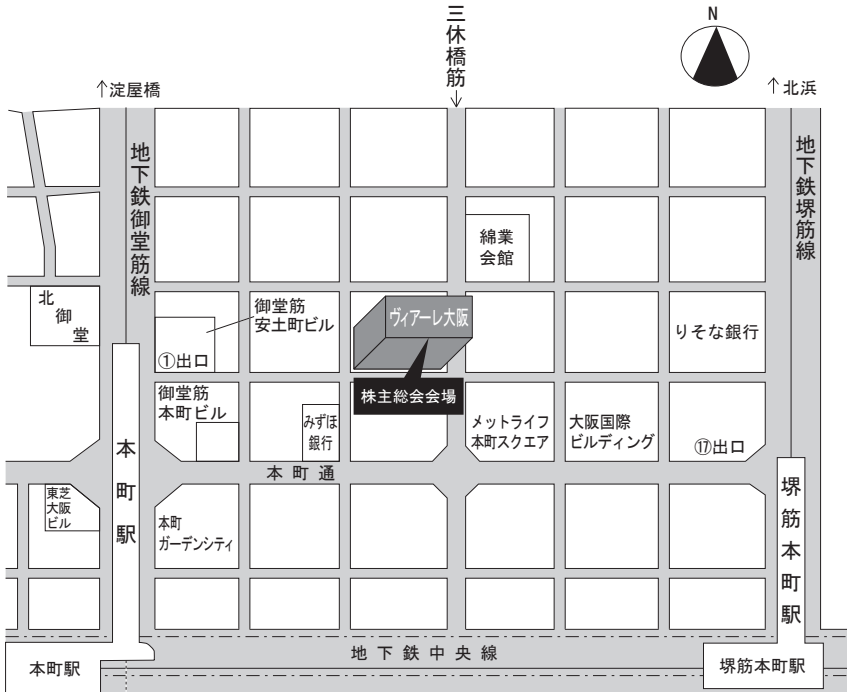 三休橋筋
↓
N
↑淀屋橋
↑北浜
地下鉄御堂筋線
地下鉄堺筋線
綿業
会館
北
御
堂
御堂筋
安土町ビル
ヴィアーレ大阪
りそな銀行
①出口
株主総会会場
御堂筋
本町ビル
みずほ
銀行
メットライフ
本町スクエア
大阪国際
ビルディング
⑰出口
本町駅
本町通
堺筋本町駅
東芝
大阪
ビル
本町
ガーデンシティ
地下鉄中央線
本町駅
堺筋本町駅